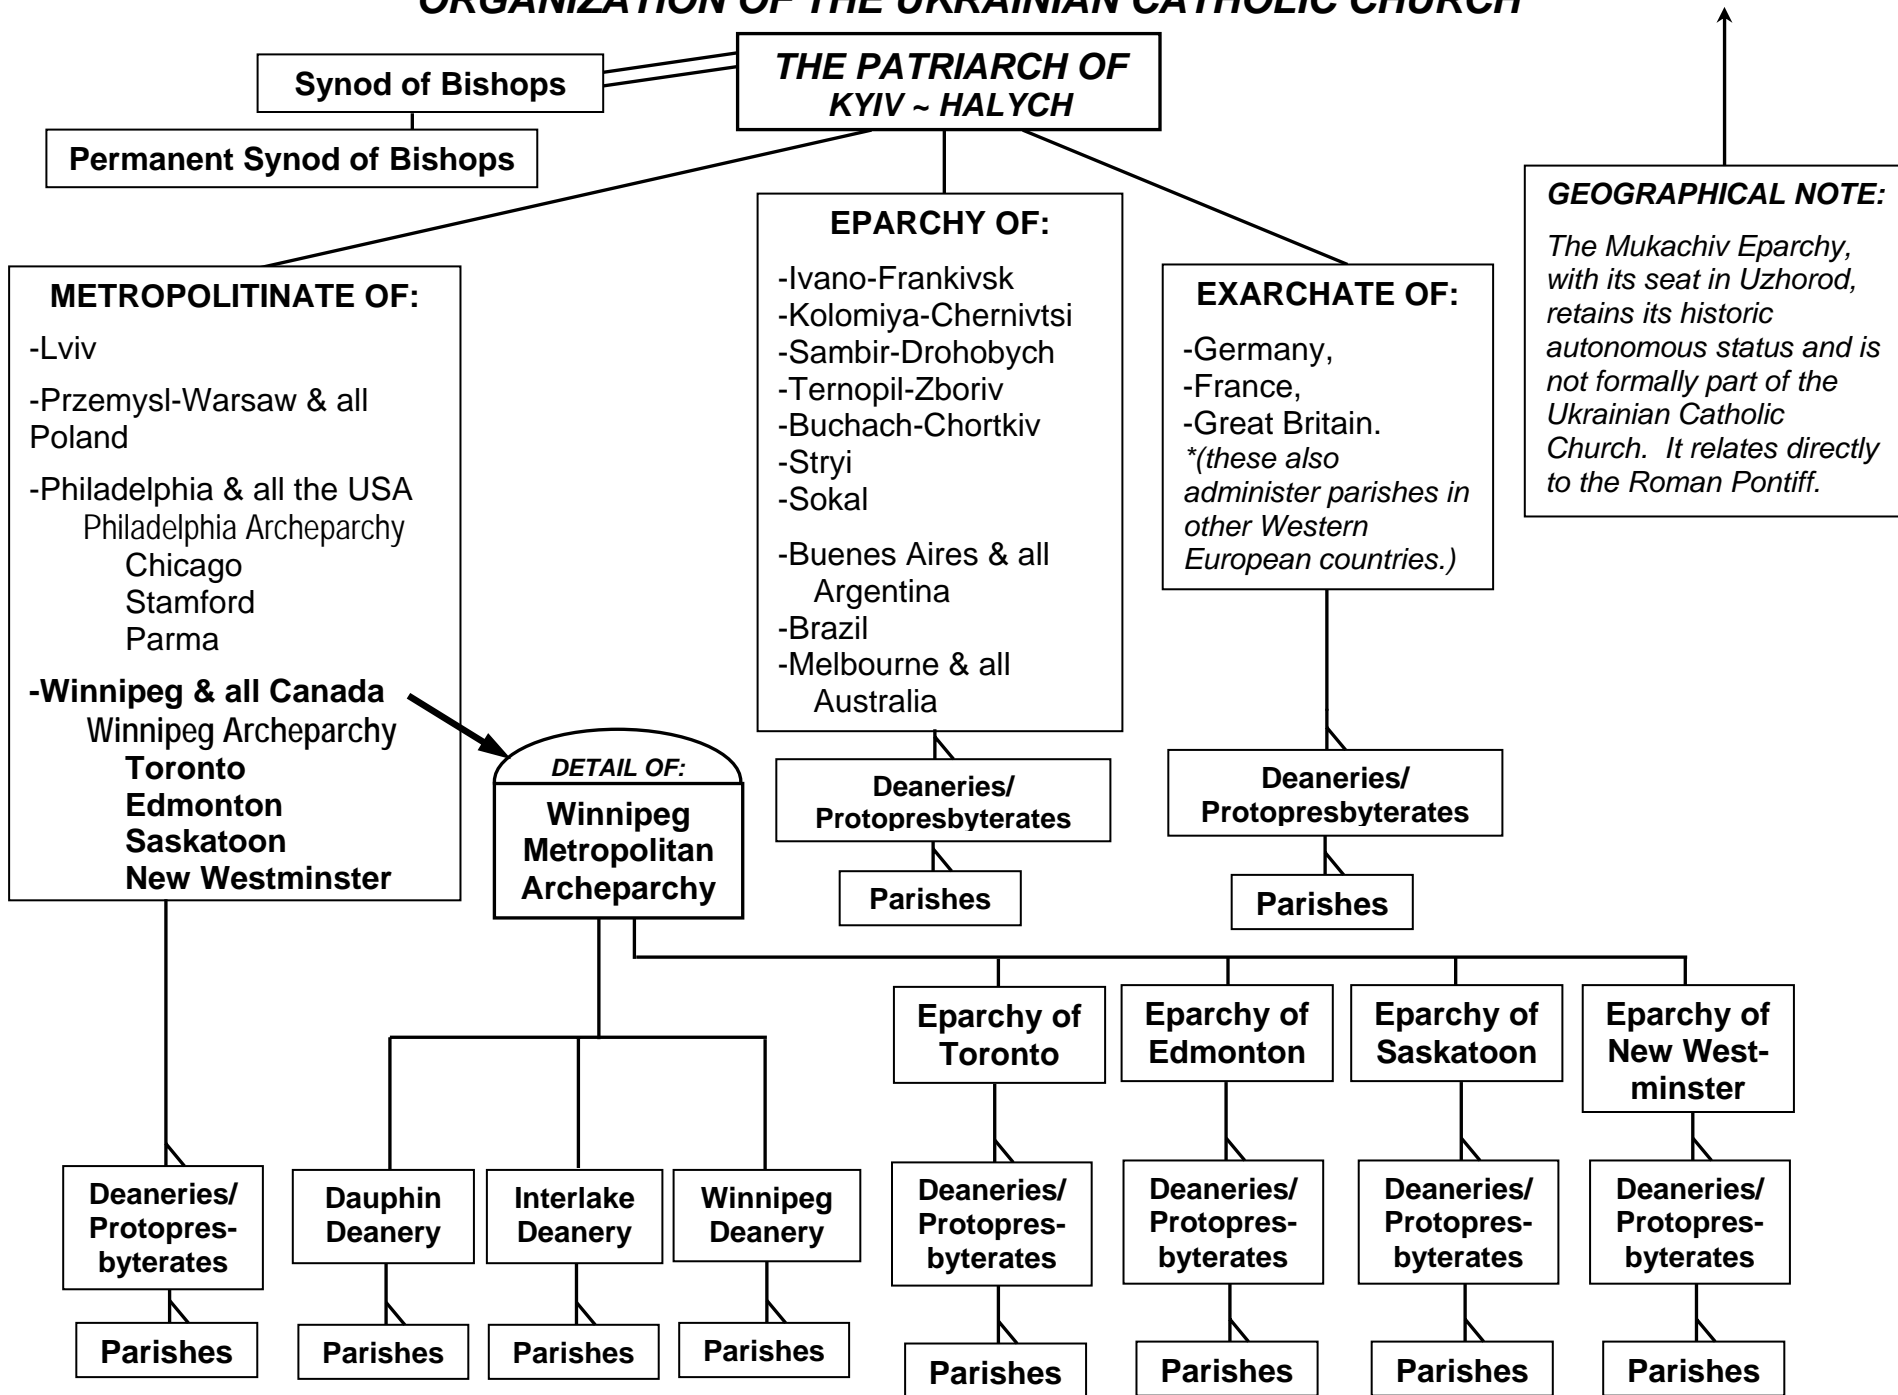 ORGANIZATION OF THE UKRAINIAN CATHOLIC CHURCH
Synod of Bishops
Permanent Synod of Bishops
THE PATRIARCH OF
KYIV ~ HALYCH
METROPOLITINATE OF:
-Lviv
-Przemysl-Warsaw & all
Poland
-Philadelphia & all the USA
Philadelphia Archeparchy
Chicago
Stamford
Parma
-Winnipeg & all Canada
Winnipeg Archeparchy
Toronto
Edmonton
Saskatoon
New Westminster
EPARCHY OF:
-Ivano-Frankivsk
-Kolomiya-Chernivtsi
-Sambir-Drohobych
-Ternopil-Zboriv
-Buchach-Chortkiv
-Stryi
-Sokal
-Buenes Aires & all
Argentina
-Brazil
-Melbourne & all
Australia
EXARCHATE OF:
-Germany,
-France,
-Great Britain.
*(these also
administer parishes in
other Western
European countries.)
GEOGRAPHICAL NOTE:
The Mukachiv Eparchy,
with its seat in Uzhorod,
retains its historic
autonomous status and is
not formally part of the
Ukrainian Catholic
Church.  It relates directly
to the Roman Pontiff.
DETAIL OF:
Winnipeg
Metropolitan
Archeparchy
Deaneries/
Protopresbyterates
Parishes
Deaneries/
Protopresbyterates
Parishes
Deaneries/
Protopres-
byterates
Parishes
Dauphin
Deanery
Parishes
Interlake
Deanery
Parishes
Winnipeg
Deanery
Parishes
Eparchy of
Toronto
Deaneries/
Protopres-
byterates
Parishes
Eparchy of
Edmonton
Deaneries/
Protopres-
byterates
Parishes
Eparchy of
Saskatoon
Deaneries/
Protopres-
byterates
Parishes
Eparchy of
New West-
minster
Deaneries/
Protopres-
byterates
Parishes